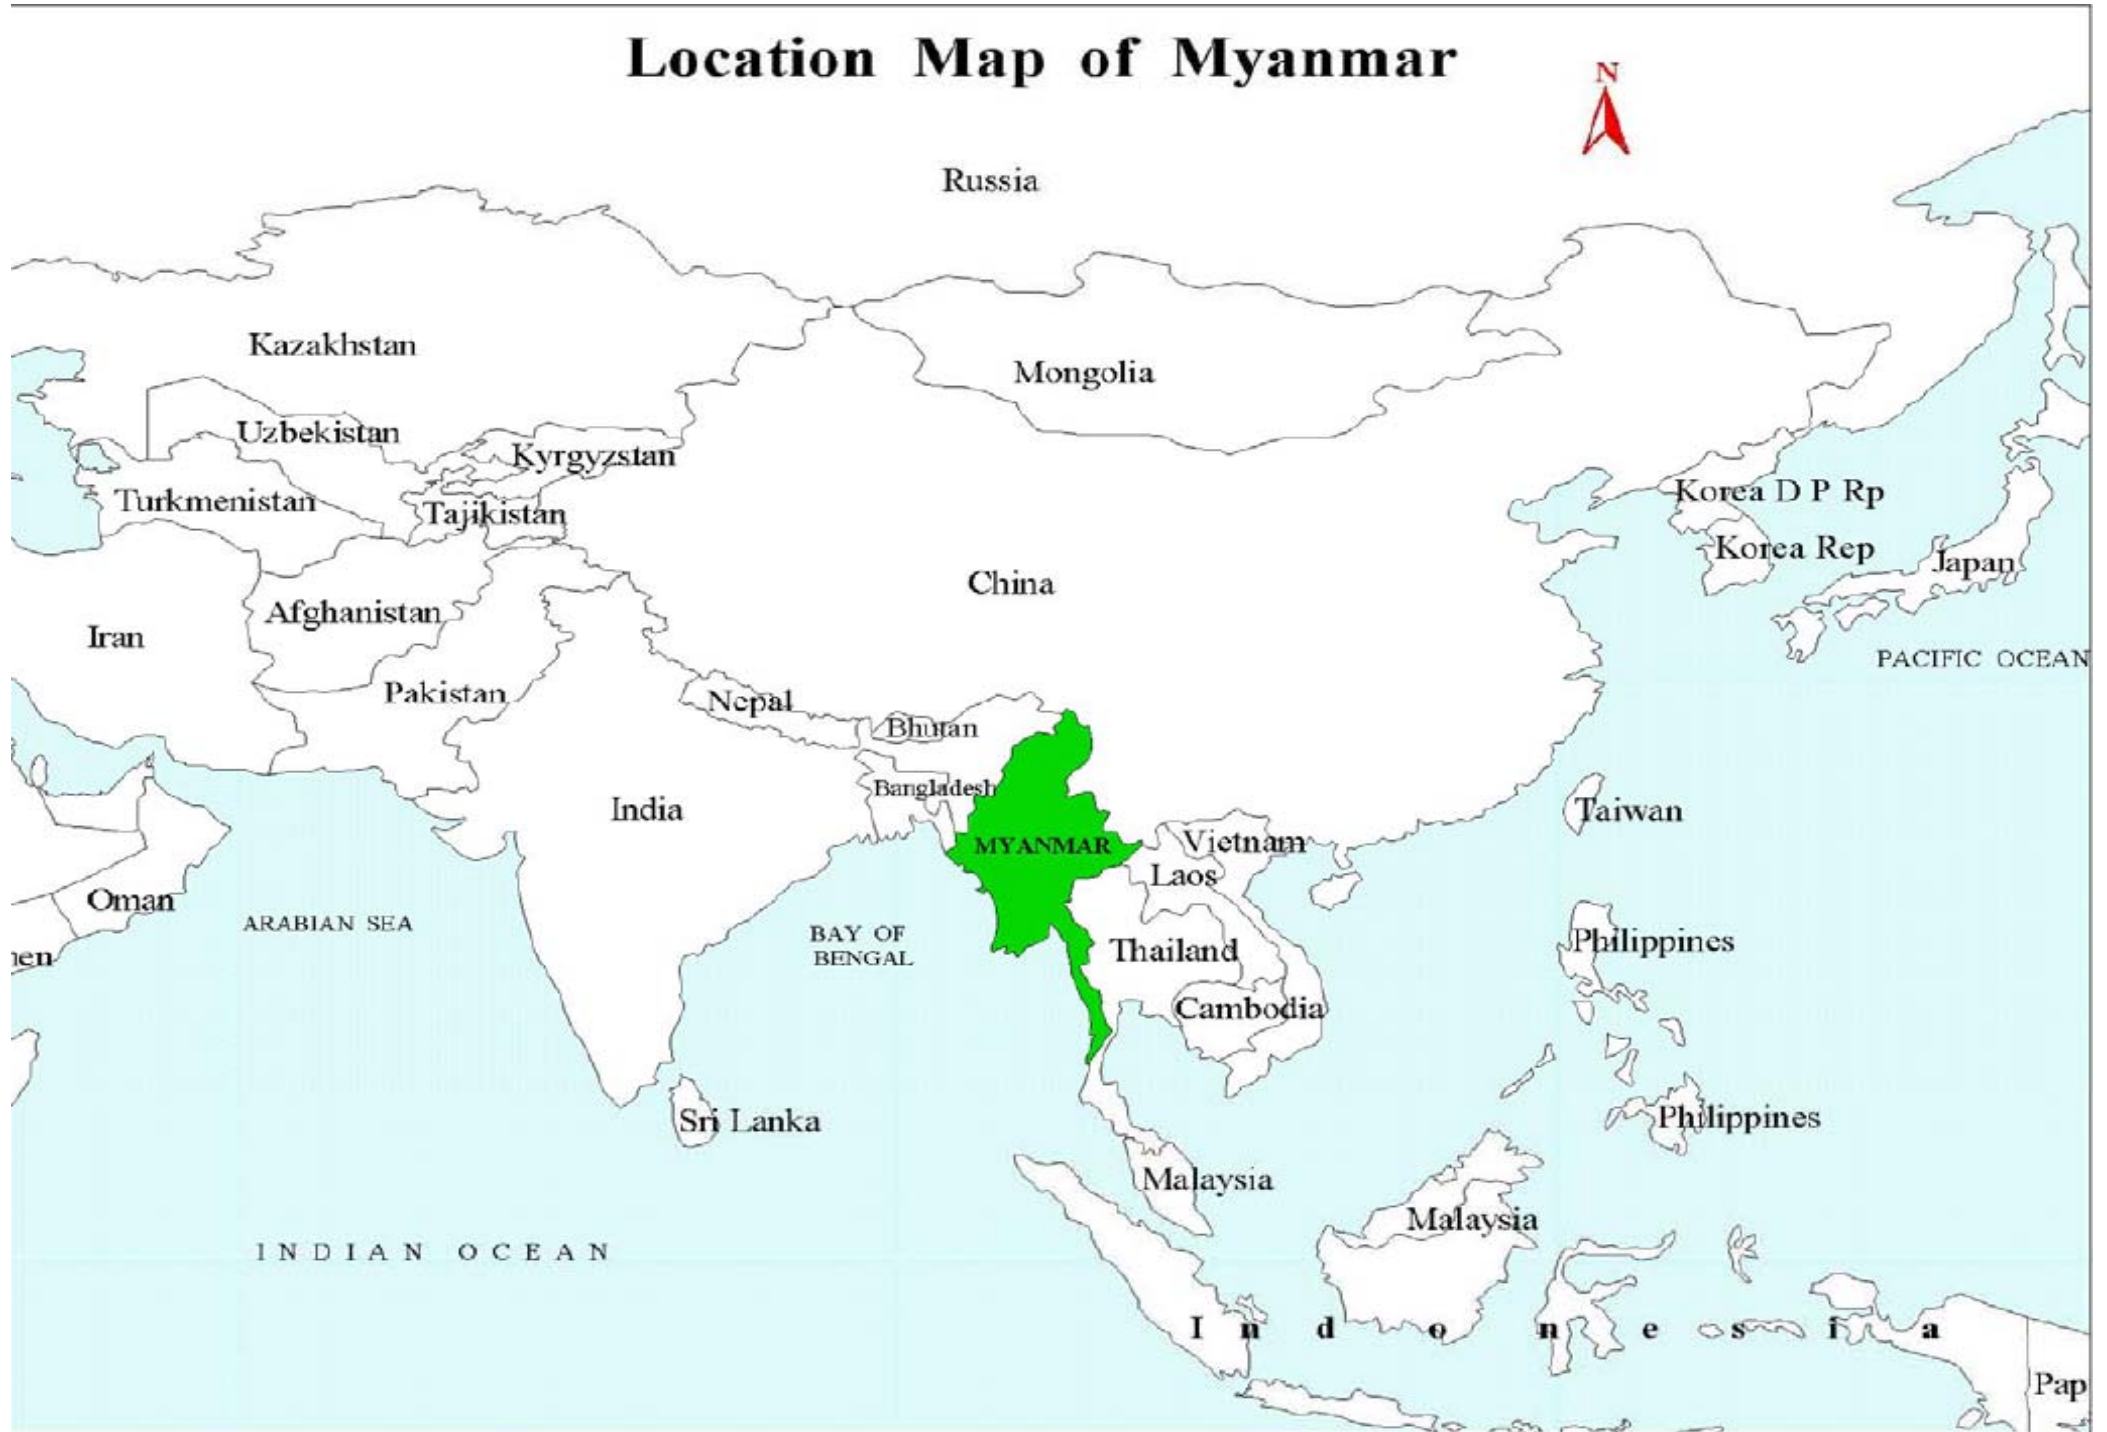 Location Map of Myanmar
N
Russia
Kazakhstan
Mongolia
Uzbekistan
Kyrgyzstan
Turkmenistan
Tajikistan
Korea D P Rp
Korea Rep
Japan
China
Afghanistan
Iran
PACIFIC OCEAN
Pakistan
Nepal
Bhutan
Bangladesh
India
Taiwan
MYANMAR
Vietnam
Laos
Oman
ARABIAN SEA
BAY OF
BENGAL
Philippines
Thailand
men
Cambodia
Sri Lanka
Philippines
Malaysia
Malaysia
INDIAN OCEAN
Indonesia
Pap